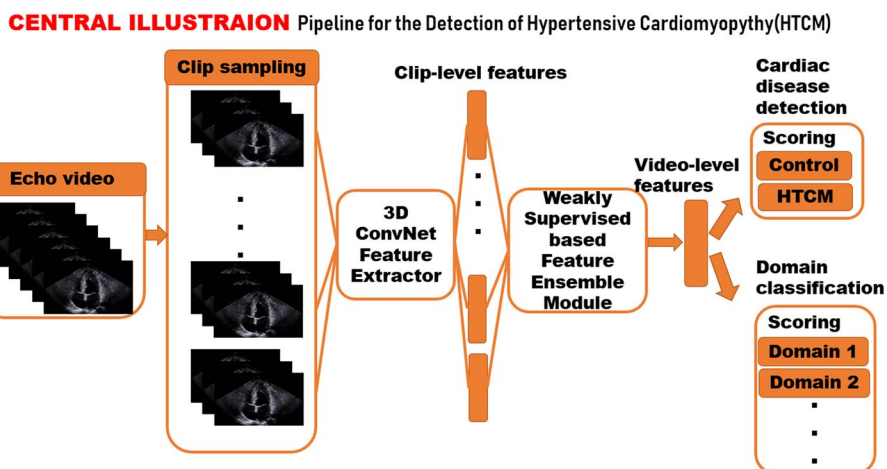 CENTRAL ILLUSTRAION Pipeline for the Detection of Hypertensive Cardiomyopythy(HTCM)
Echo video
Clip sampling
3D
ConvNet
Feature
Extractor
Clip-level features
Weakly
Supervised
based
Feature
Ensemble
Module
Video-level
features
Cardiac
disease
detection
Scoring
Control
HTCM
Domain
classification
Scoring
Domain 1
Domain 2